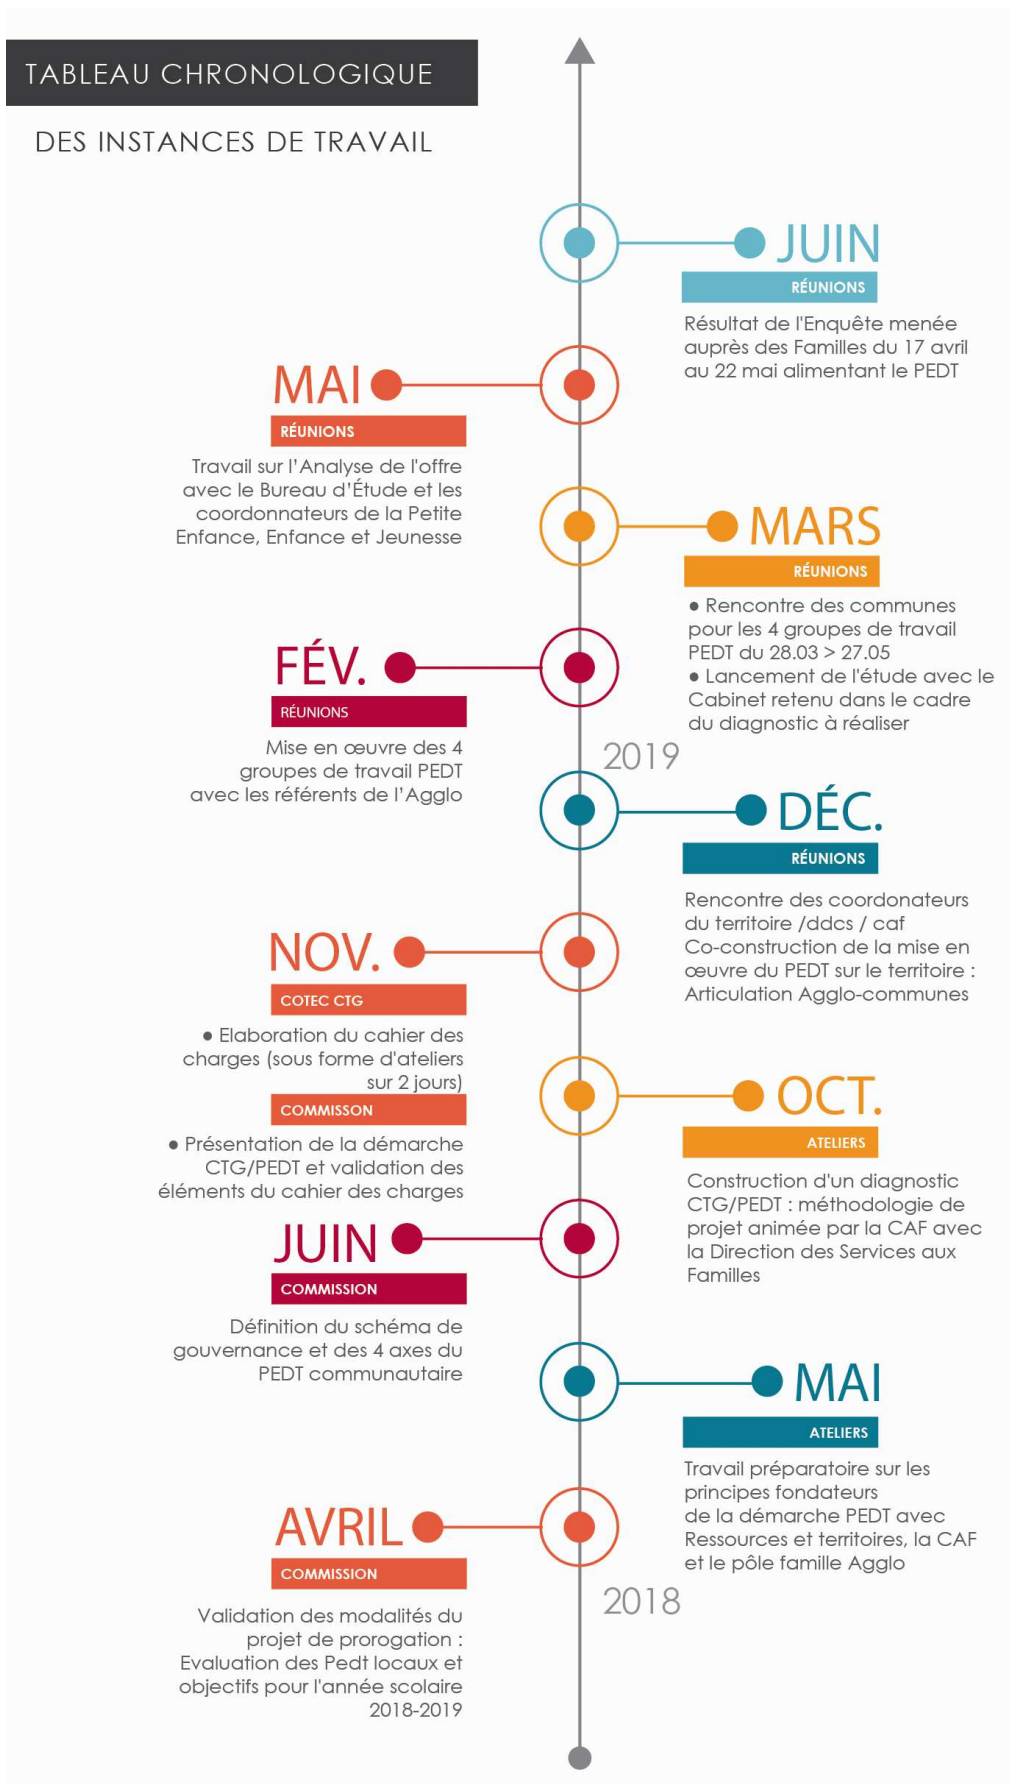 TABLEAU CHRONOLOGIQUE
DES INSTANCES DE TRAVAIL
JUIN
RÉUNIONS
Résultat de l'Enquête menée
auprès des Familles du 17 avril
au 22 mai alimentant le PEDT
MAI
RÉUNIONS
Travail sur l'Analyse de l'offre
avec le Bureau d'Étude et les
coordonnateurs de la Petite
Enfance, Enfance et Jeunesse
MARS
RÉUNIONS
● Rencontre des communes
pour les 4 groupes de travail
PEDT du 28.03 > 27.05
● Lancement de l'étude avec le
Cabinet retenu dans le cadre
du diagnostic à réaliser
FÉV.
RÉUNIONS
Mise en œuvre des 4
groupes de travail PEDT
avec les référents de l'Agglo
2019
DÉC.
RÉUNIONS
Rencontre des coordonateurs
du territoire /ddcs / caf
Co-construction de la mise en
œuvre du PEDT sur le territoire :
Articulation Agglo-communes
NOV.
COTEC CTG
● Elaboration du cahier des
charges (sous forme d'ateliers
sur 2 jours)
COMMISSON
● Présentation de la démarche
CTG/PEDT et validation des
éléments du cahier des charges
OCT.
ATELIERS
Construction d'un diagnostic
CTG/PEDT : méthodologie de
projet animée par la CAF avec
la Direction des Services aux
Familles
JUIN
COMMISSION
Définition du schéma de
gouvernance et des 4 axes du
PEDT communautaire
MAI
ATELIERS
Travail préparatoire sur les
principes fondateurs
de la démarche PEDT avec
Ressources et territoires, la CAF
et le pôle famille Agglo
AVRIL
COMMISSION
Validation des modalités du
projet de prorogation :
Evaluation des Pedt locaux et
objectifs pour l'année scolaire
2018-2019
2018